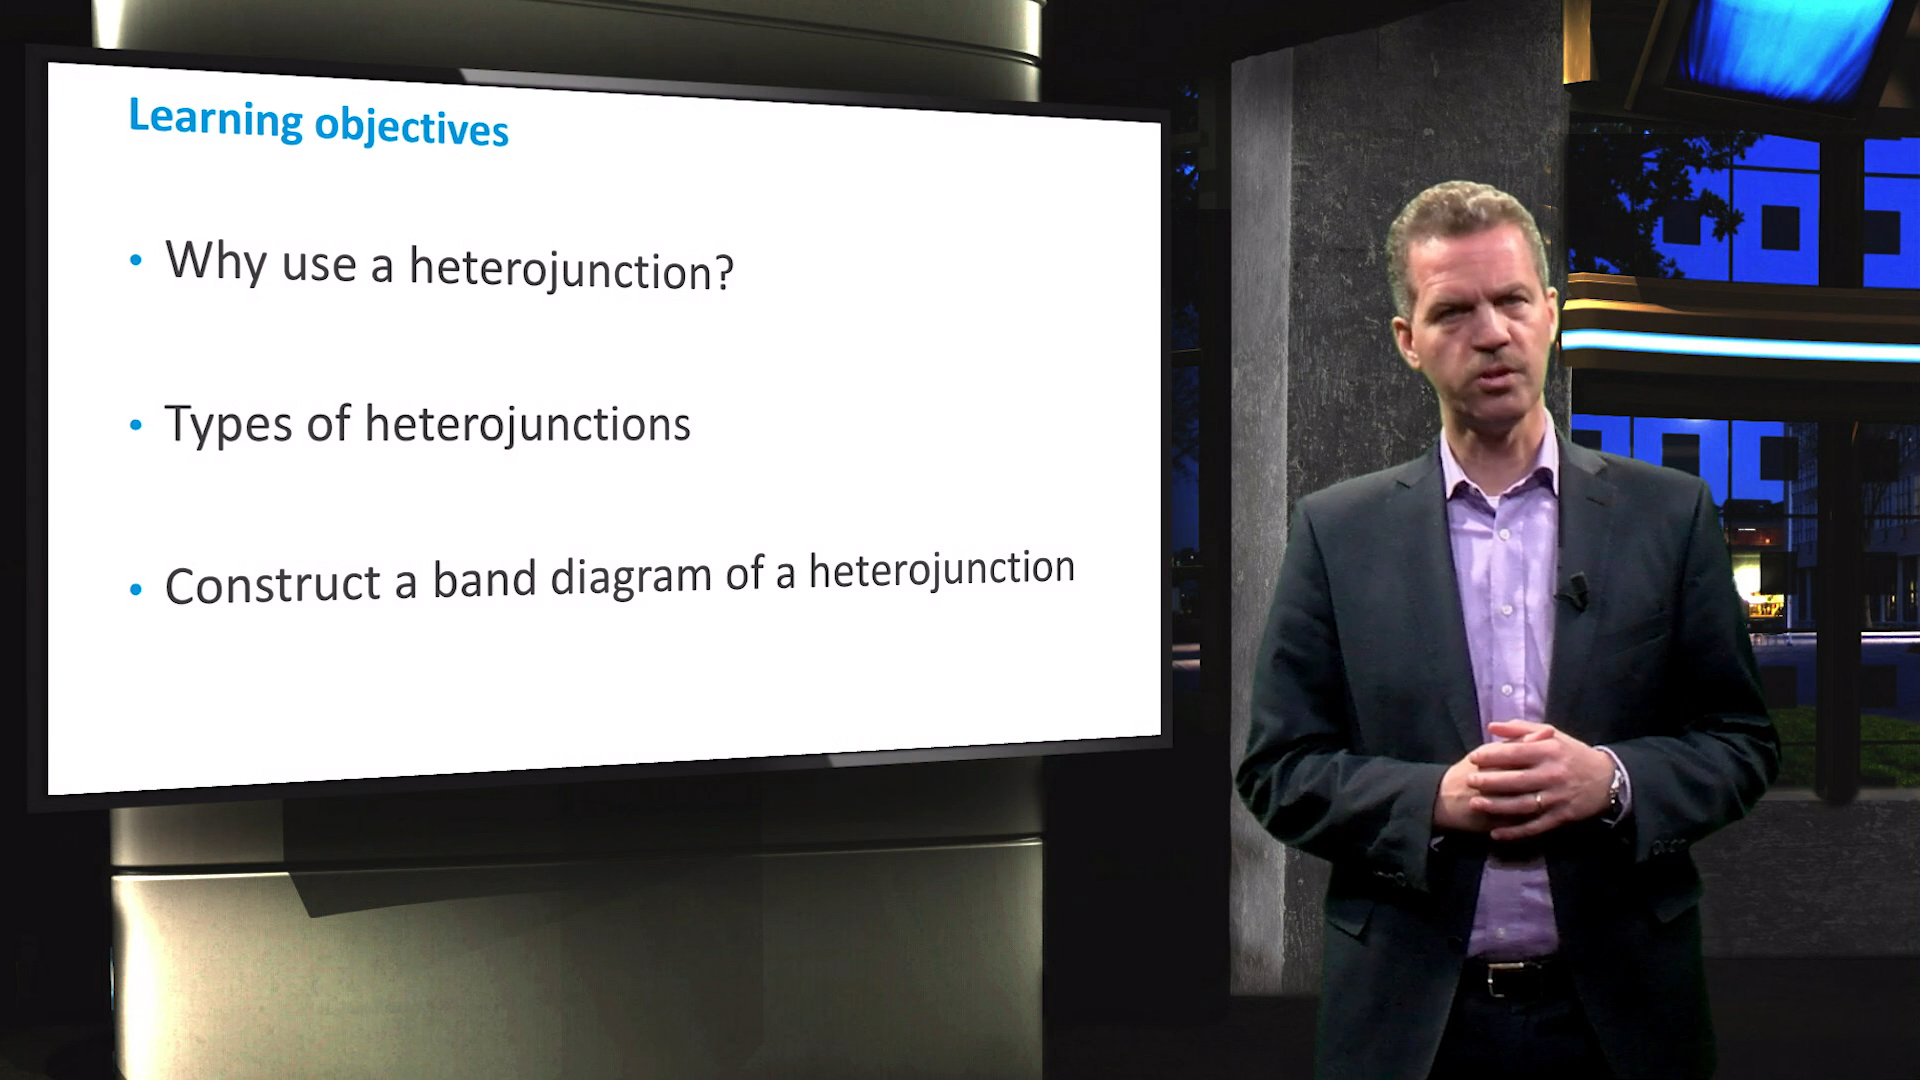 Learning objectives
• Why use a heterojunction?
• Types of heterojunctions
• Construct a band diagram of a heterojunction